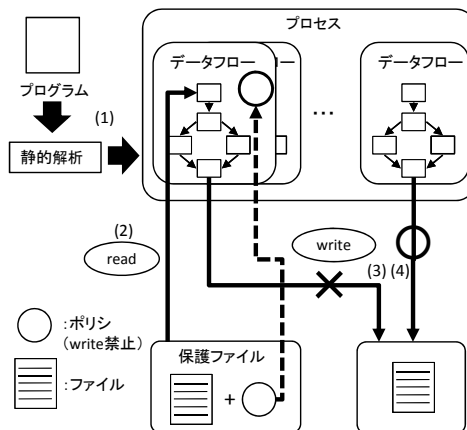 プロセス
データフロー
ロー
データフロー
プログラム
(1)
静的解析
…
(2)
read
write
(3) (4)
:ポリシ
(write禁止)
保護ファイル
+
:ファイル